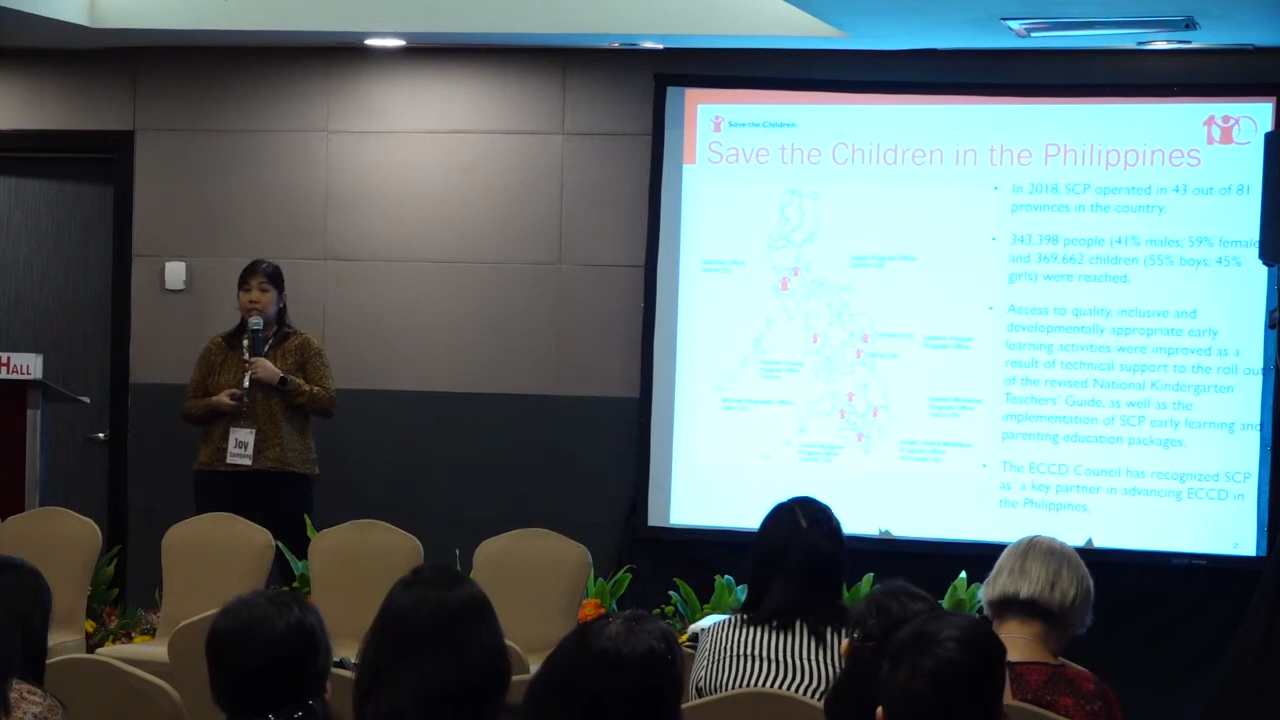 HALL
Joy
Sampang
Save the Children
100
Save the Children in the Philippines
• In 2018, SCP operated in 43 out of 81
provinces in the country.
• 343,398 people (41% males; 59% female
and 369,662 children (55% boys; 45%
girls) were reached.
• Access to quality, inclusive and
developmentally appropriate early
learning activities were improved as a
result of technical support to the roll out
of the revised National Kindergarten
Teachers' Guide, as well as the
implementation of SCP early learning and
parenting education packages.
• The ECCD Council has recognized SCP
as a key partner in advancing ECCD in
the Philippines.
2